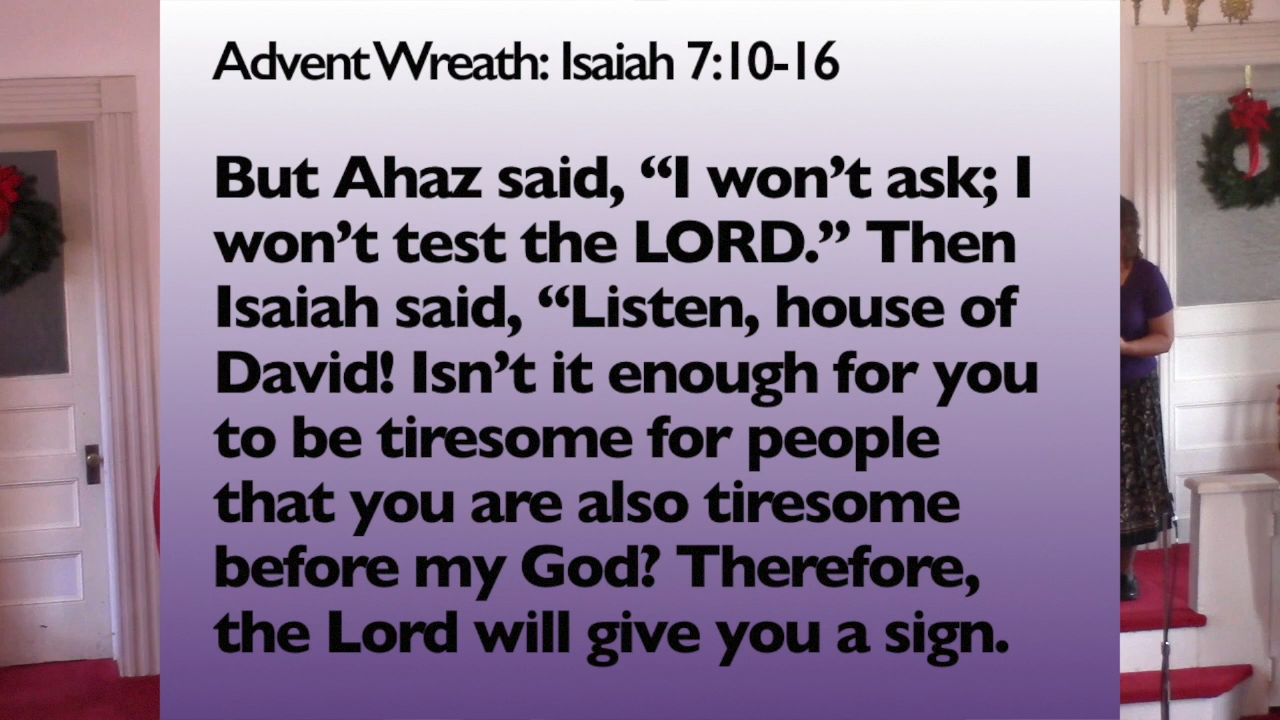 Advent Wreath: Isaiah 7:10-16
But Ahaz said, “I won’t ask; I
won’t test the LORD.” Then
Isaiah said, “Listen, house of
David! Isn’t it enough for you
to be tiresome for people
that you are also tiresome
before my God? Therefore,
the Lord will give you a sign.